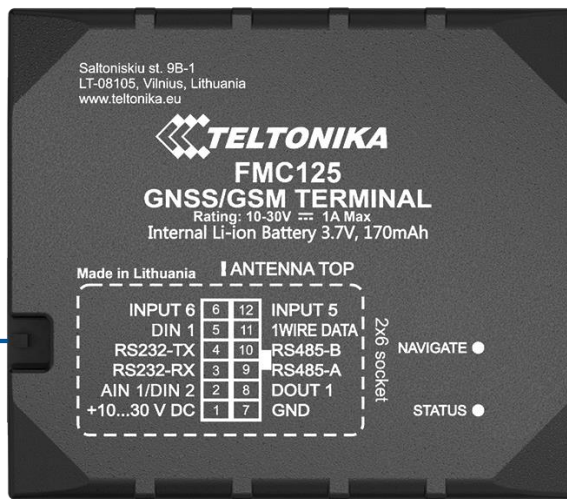 Saltoniskiu st. 9B-1
LT-08105, Vilnius, Lithuania
www.teltonika.eu
TELTONIKA
FMC125
GNSS/GSM TERMINAL
Rating: 10-30V ⎓ 1A Max
Internal Li-ion Battery 3.7V, 170mAh
Made in Lithuania
ANTENNA TOP
INPUT 6 6 12 INPUT 5
DIN 1 5 11 1WIRE DATA
RS232-TX 4 10 RS485-B
RS232-RX 3 9 RS485-A
AIN 1/DIN 2 2 8 DOUT 1
+10...30 V DC 1 7 GND
2x6 socket
NAVIGATE
STATUS